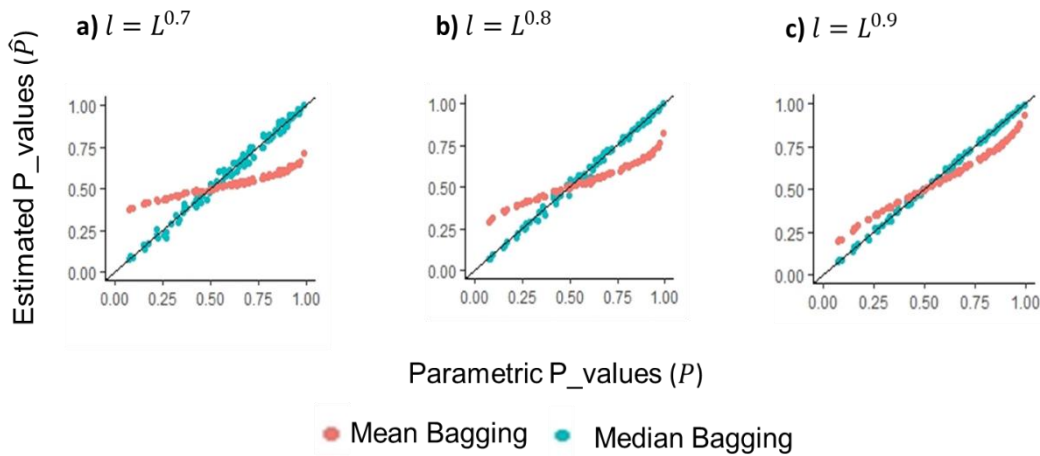 a) l = L^0.7 b) l = L^0.8 c) l = L^0.9
Estimated P_values (P̂)
1.00 0.75 0.50 0.25 0.00
0.00 0.25 0.50 0.75 1.00
1.00 0.75 0.50 0.25 0.00
0.00 0.25 0.50 0.75 1.00
1.00 0.75 0.50 0.25 0.00
0.00 0.25 0.50 0.75 1.00
Parametric P_values (P)
Mean Bagging Median Bagging